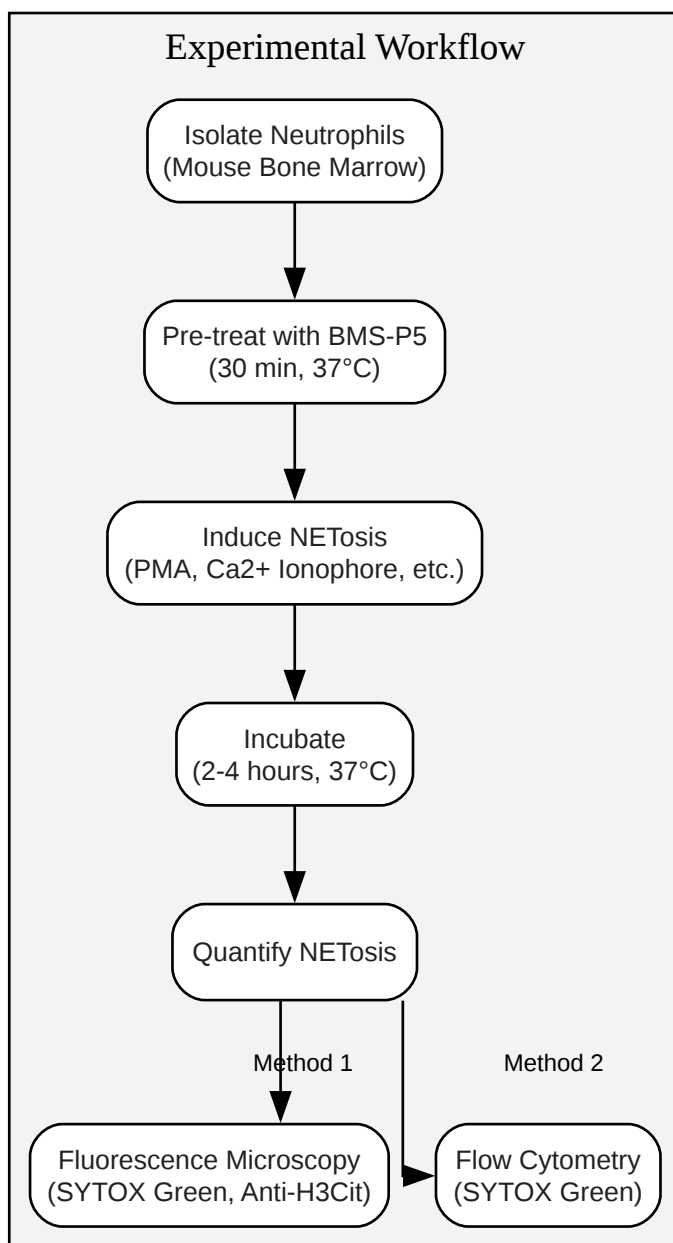 Experimental Workflow
Isolate Neutrophils
(Mouse Bone Marrow)
Pre-treat with BMS-P5
(30 min, 37°C)
Induce NETosis
(PMA, Ca2+ Ionophore, etc.)
Incubate
(2-4 hours, 37°C)
Quantify NETosis
Method 1
Method 2
Fluorescence Microscopy
(SYTOX Green, Anti-H3Cit)
Flow Cytometry
(SYTOX Green)